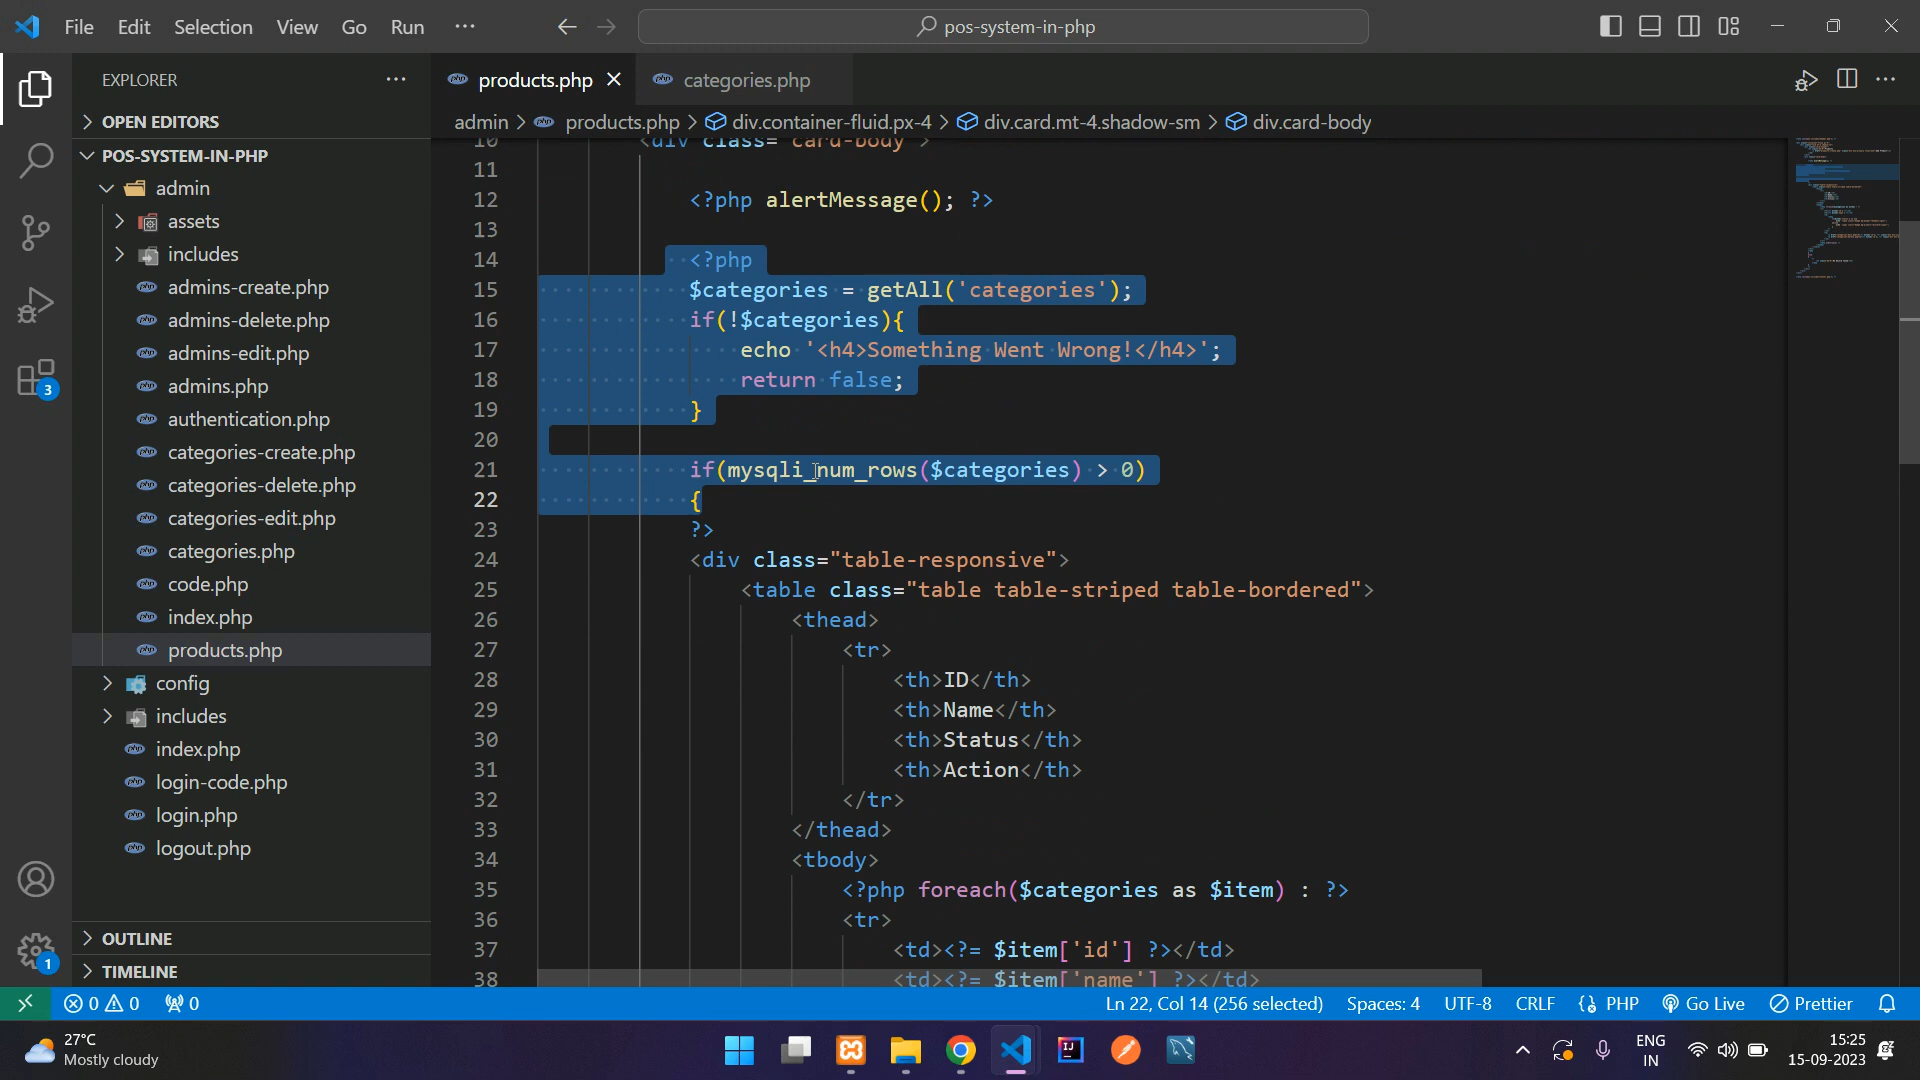 File Edit Selection View Go Run ···
pos-system-in-php
EXPLORER
products.php
categories.php
OPEN EDITORS
admin > products.php > div.container-fluid.px-4 > div.card.mt-4.shadow-sm > div.card-body
POS-SYSTEM-IN-PHP
admin
assets
includes
admins-create.php
admins-delete.php
admins-edit.php
admins.php
authentication.php
categories-create.php
categories-delete.php
categories-edit.php
categories.php
code.php
index.php
products.php
config
includes
index.php
login-code.php
login.php
logout.php
OUTLINE
TIMELINE
3
1
10 <div class="card-body">
11
12 <?php alertMessage(); ?>
13
14 <?php
15 $categories = getAll('categories');
16 if(!$categories){
17 echo '<h4>Something Went Wrong!</h4>';
18 return false;
19 }
20
21 if(mysqli_num_rows($categories) > 0)
22 {
23 ?>
24 <div class="table-responsive">
25 <table class="table table-striped table-bordered">
26 <thead>
27 <tr>
28 <th>ID</th>
29 <th>Name</th>
30 <th>Status</th>
31 <th>Action</th>
32 </tr>
33 </thead>
34 <tbody>
35 <?php foreach($categories as $item) : ?>
36 <tr>
37 <td><?= $item['id'] ?></td>
38 <td><?= $item['name'] ?></td>
0 0 0
Ln 22, Col 14 (256 selected) Spaces: 4 UTF-8 CRLF PHP Go Live Prettier
27°C
Mostly cloudy
ENG
IN
15:25
15-09-2023